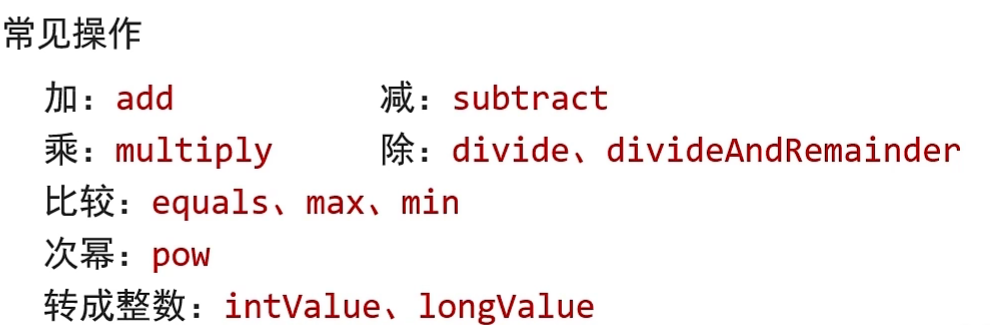 常见操作
加：add 减：subtract
乘：multiply 除：divide、divideAndRemainder
比较：equals、max、min
次幂：pow
转成整数：intValue、longValue